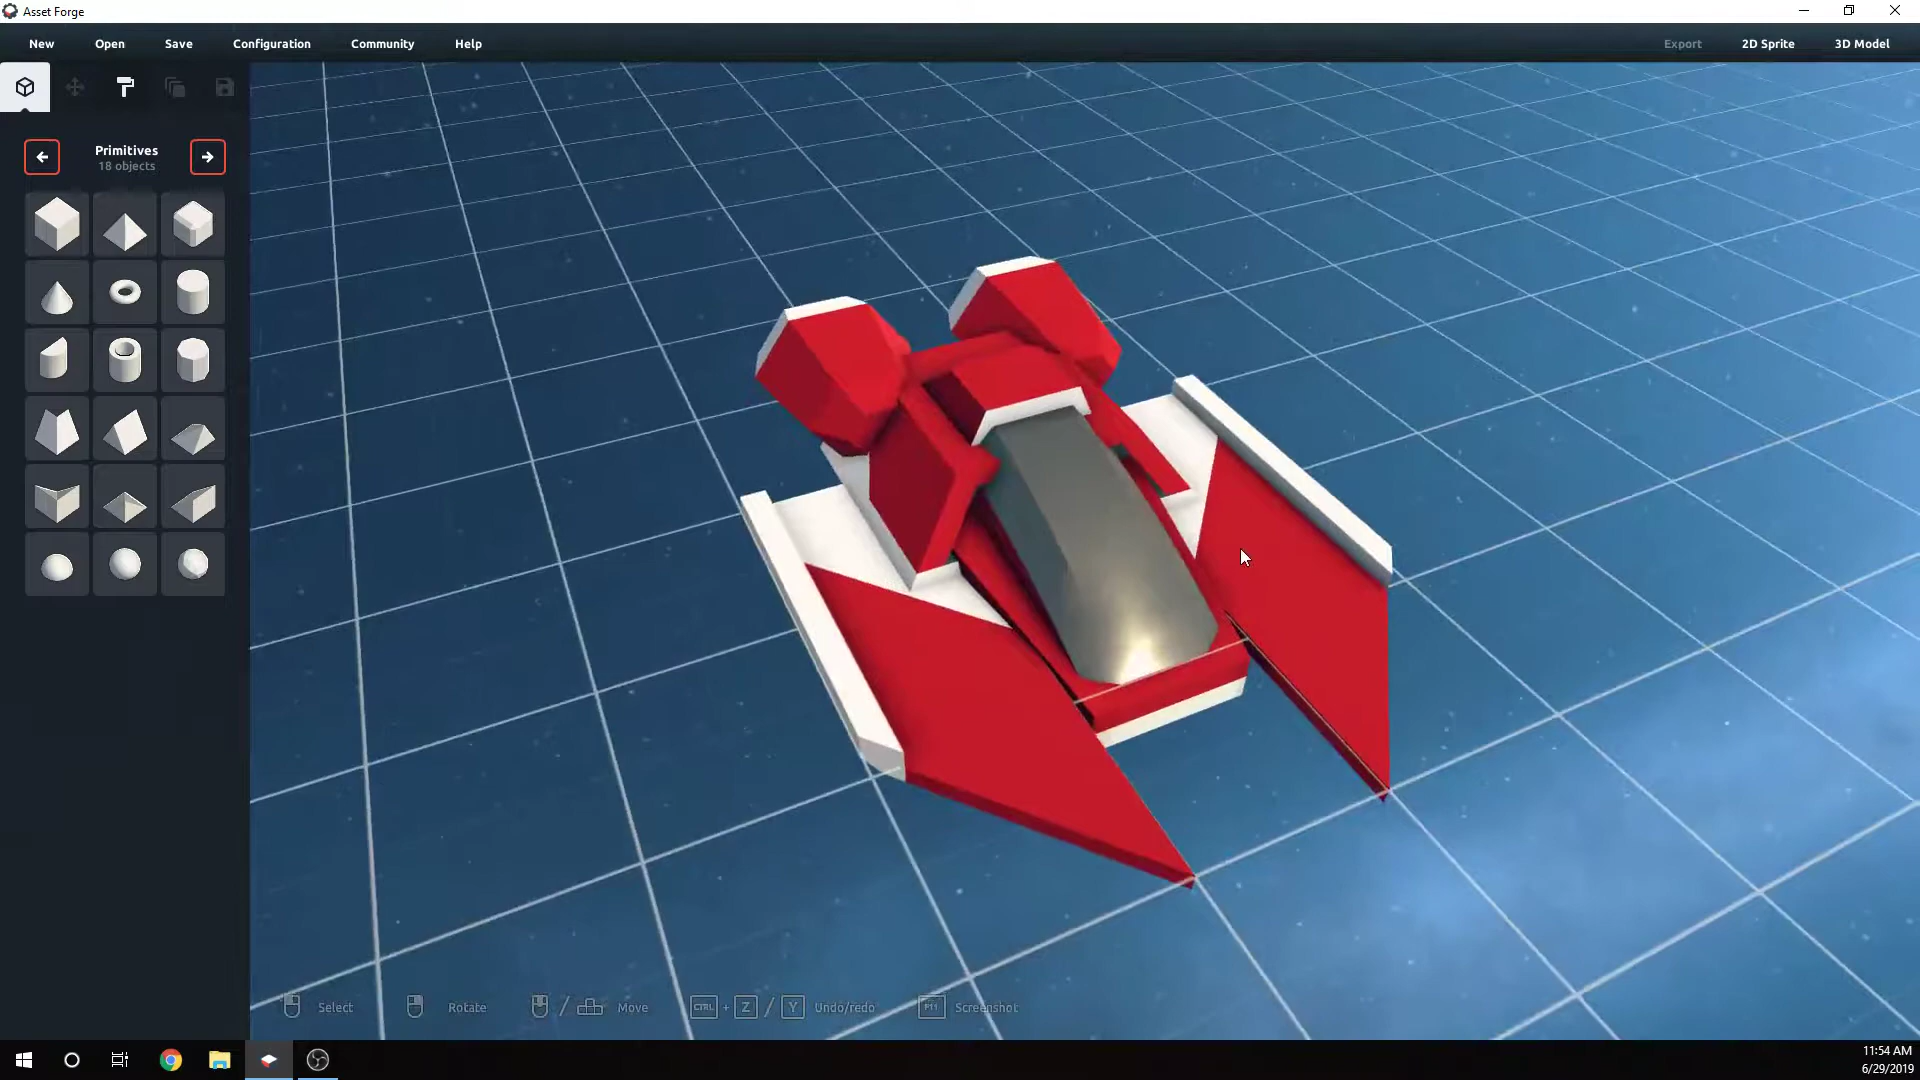 Asset Forge
New Open Save Configuration Community Help Export 2D Sprite 3D Model
Primitives
18 objects
Select Rotate / Move CTRL + Z / Y Undo/redo F11 Screenshot
11:54 AM
6/29/2019